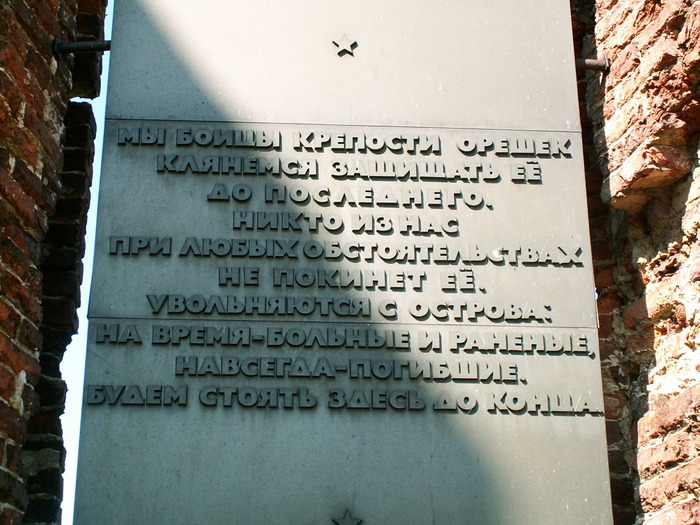 МЫ БОЙЦЫ КРЕПОСТИ ОРЕШЕК
КЛЯНЕМСЯ ЗАЩИЩАТЬ ЕЁ
ДО ПОСЛЕДНЕГО.
НИКТО ИЗ НАС
ПРИ ЛЮБЫХ ОБСТОЯТЕЛЬСТВАХ
НЕ ПОКИНЕТ ЕЁ.
УВОЛЬНЯЮТСЯ С ОСТРОВА:
НА ВРЕМЯ-БОЛЬНЫЕ И РАНЕНЫЕ,
НАВСЕГДА-ПОГИБШИЕ.
БУДЕМ СТОЯТЬ ЗДЕСЬ ДО КОНЦА.